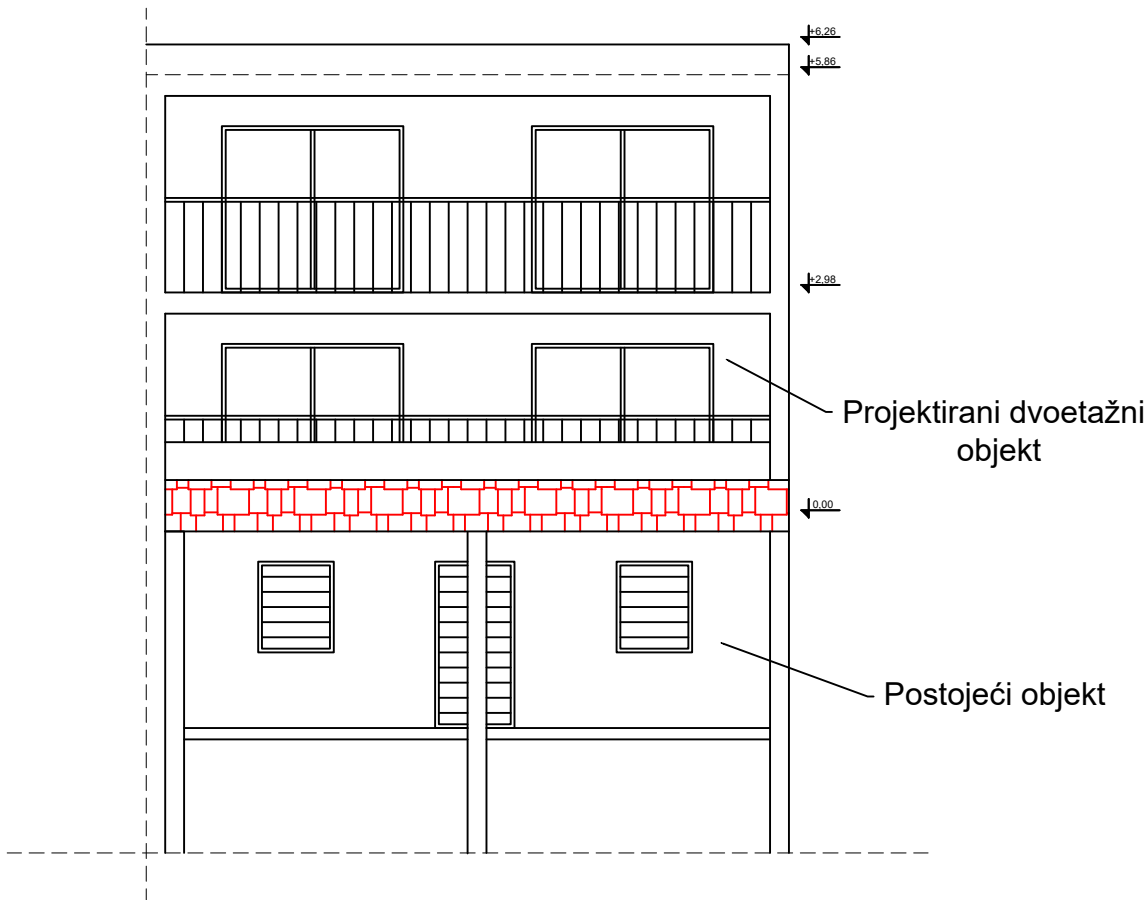 +6,26
+5,86
+2,98
Projektirani dvoetažni
objekt
0,00
Postojeći objekt